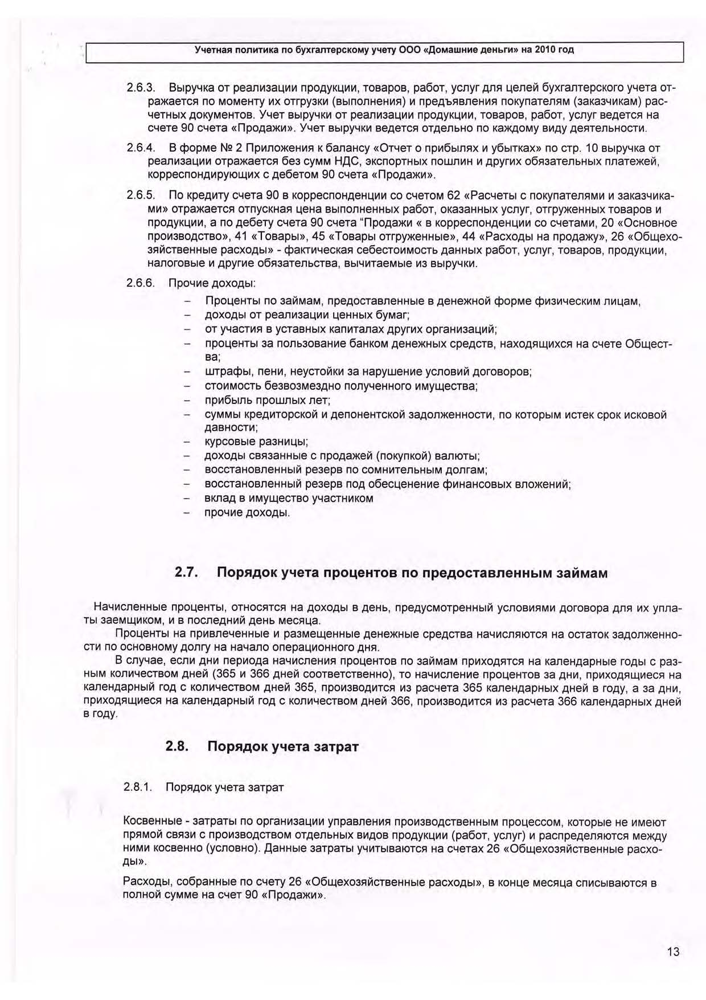 Учетная политика по бухгалтерскому учету ООО «Домашние деньги» на 2010 год
2.6.3. Выручка от реализации продукции, товаров, работ, услуг для целей бухгалтерского учета от-
ражается по моменту их отгрузки (выполнения) и предъявления покупателям (заказчикам) рас-
четных документов. Учет выручки от реализации продукции, товаров, работ, услуг ведется на
счете 90 счета «Продажи». Учет выручки ведется отдельно по каждому виду деятельности.
2.6.4. В форме № 2 Приложения к балансу «Отчет о прибылях и убытках» по стр. 10 выручка от
реализации отражается без сумм НДС, экспортных пошлин и других обязательных платежей,
корреспондирующих с дебетом 90 счета «Продажи».
2.6.5. По кредиту счета 90 в корреспонденции со счетом 62 «Расчеты с покупателями и заказчика-
ми» отражается отпускная цена выполненных работ, оказанных услуг, отгруженных товаров и
продукции, а по дебету счета 90 счета “Продажи « в корреспонденции со счетами, 20 «Основное
производство», 41 «Товары», 45 «Товары отгруженные», 44 «Расходы на продажу», 26 «Общехо-
зяйственные расходы» - фактическая себестоимость данных работ, услуг, товаров, продукции,
налоговые и другие обязательства, вычитаемые из выручки.
2.6.6. Прочие доходы:
– Проценты по займам, предоставленные в денежной форме физическим лицам,
– доходы от реализации ценных бумаг;
– от участия в уставных капиталах других организаций;
– проценты за пользование банком денежных средств, находящихся на счете Общест-
ва;
– штрафы, пени, неустойки за нарушение условий договоров;
– стоимость безвозмездно полученного имущества;
– прибыль прошлых лет;
– суммы кредиторской и депонентской задолженности, по которым истек срок исковой
давности;
– курсовые разницы;
– доходы связанные с продажей (покупкой) валюты;
– восстановленный резерв по сомнительным долгам;
– восстановленный резерв под обесценение финансовых вложений;
– вклад в имущество участником
– прочие доходы.
2.7. Порядок учета процентов по предоставленным займам
Начисленные проценты, относятся на доходы в день, предусмотренный условиями договора для их упла-
ты заемщиком, и в последний день месяца.
Проценты на привлеченные и размещенные денежные средства начисляются на остаток задолженно-
сти по основному долгу на начало операционного дня.
В случае, если дни периода начисления процентов по займам приходятся на календарные годы с раз-
ным количеством дней (365 и 366 дней соответственно), то начисление процентов за дни, приходящиеся на
календарный год с количеством дней 365, производится из расчета 365 календарных дней в году, а за дни,
приходящиеся на календарный год с количеством дней 366, производится из расчета 366 календарных дней
в году.
2.8. Порядок учета затрат
2.8.1. Порядок учета затрат
Косвенные - затраты по организации управления производственным процессом, которые не имеют
прямой связи с производством отдельных видов продукции (работ, услуг) и распределяются между
ними косвенно (условно). Данные затраты учитываются на счетах 26 «Общехозяйственные расхо-
ды».
Расходы, собранные по счету 26 «Общехозяйственные расходы», в конце месяца списываются в
полной сумме на счет 90 «Продажи».
13